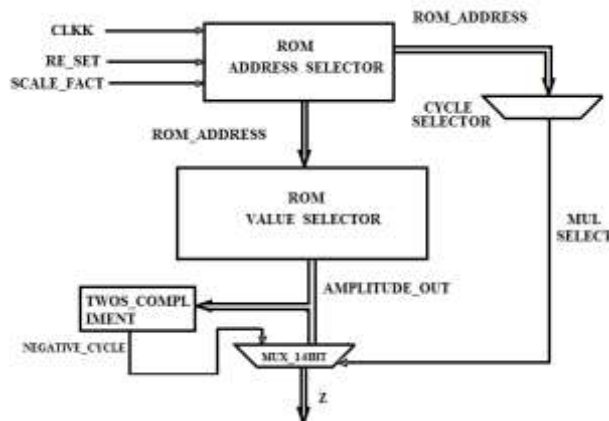 ROM_ADDRESS
CLKK
RE_SET
SCALE_FACT
ROM
ADDRESS SELECTOR
CYCLE
SELECTOR
ROM_ADDRESS
ROM
VALUE SELECTOR
MUL
SELECT
AMPLITUDE_OUT
TWOS_COMPL
IMENT
NEGATIVE_CYCLE
MUX_14BIT
Z